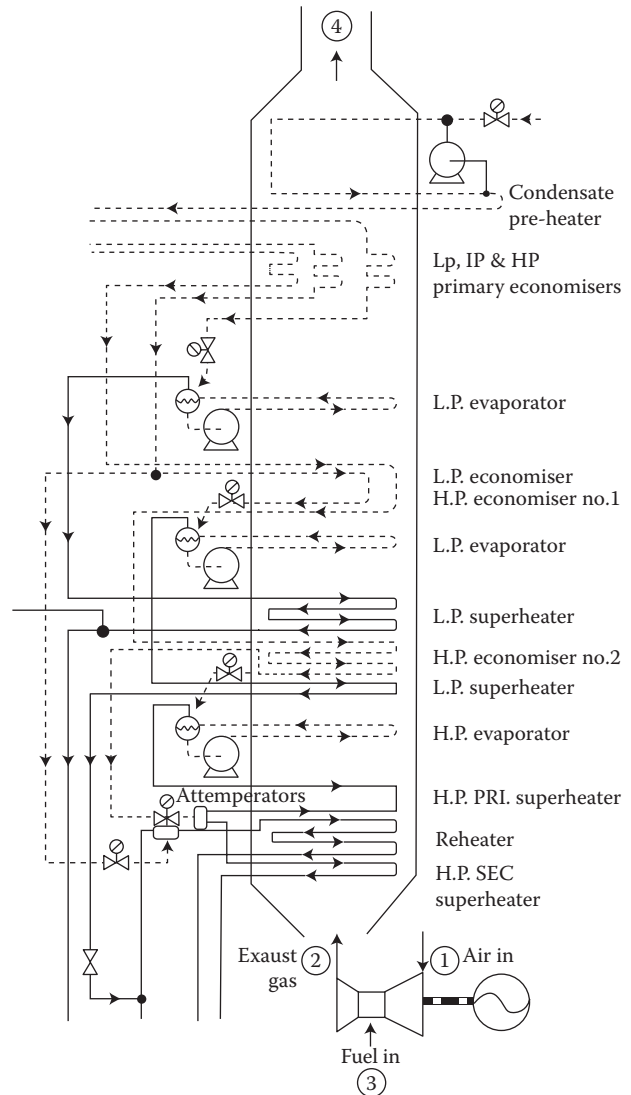 4
Condensate
pre-heater
Lp, IP & HP
primary economisers
L.P. evaporator
L.P. economiser
H.P. economiser no.1
L.P. evaporator
L.P. superheater
H.P. economiser no.2
L.P. superheater
H.P. evaporator
Attemperators
H.P. PRI. superheater
Reheater
H.P. SEC
superheater
Exaust
gas
2
1
Air in
Fuel in
3